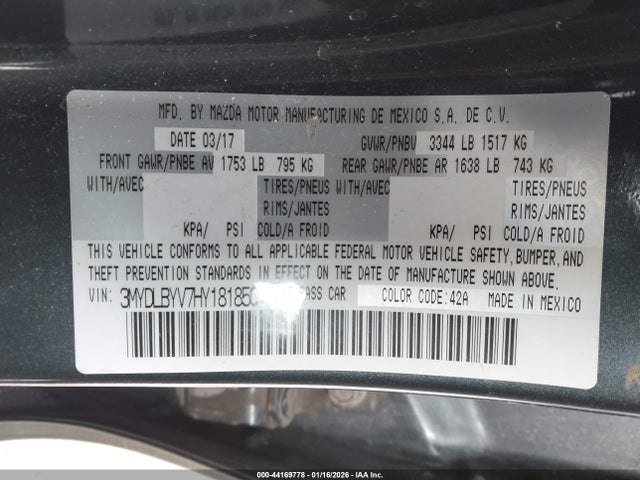 MFD. BY MAZDA MOTOR MANUFACTURING DE MEXICO S.A. DE C.V.
DATE 03/17 GVWR/PNBV 3344 LB 1517 KG
FRONT GAWR/PNBE AV 1753 LB 795 KG REAR GAWR/PNBE AR 1638 LB 743 KG
WITH/AVEC TIRES/PNEUS WITH/AVEC TIRES/PNEUS
RIMS/JANTES RIMS/JANTES
KPA/ PSI COLD/A FROID KPA/ PSI COLD/A FROID
THIS VEHICLE CONFORMS TO ALL APPLICABLE FEDERAL MOTOR VEHICLE SAFETY, BUMPER, AND
THEFT PREVENTION STANDARDS IN EFFECT ON THE DATE OF MANUFACTURE SHOWN ABOVE.
VIN: 3MYDLBYV7HY18185 CAR COLOR CODE:42A MADE IN MEXICO
000-44169778 - 01/16/2026 - IAA Inc.